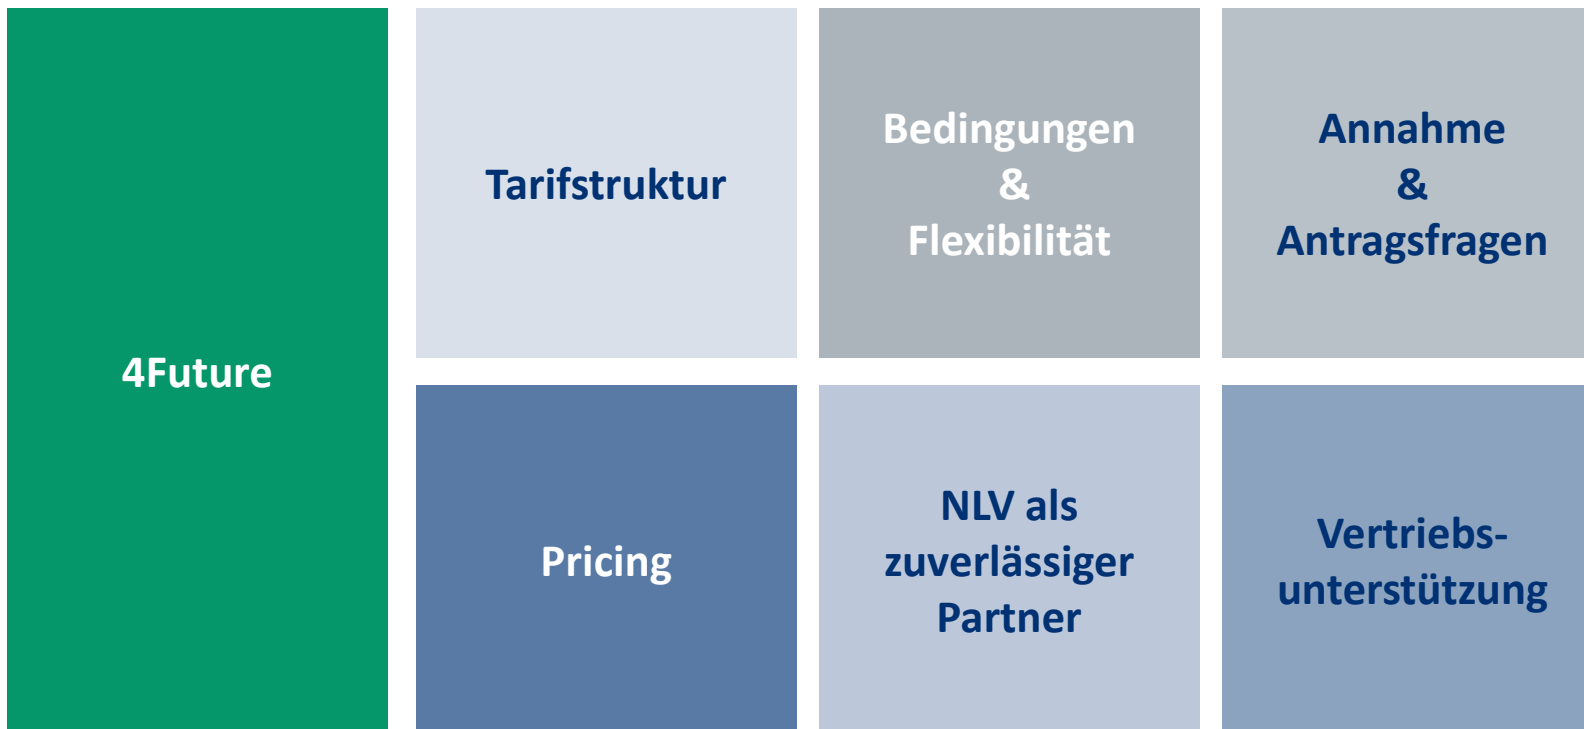 4Future
Tarifstruktur
Bedingungen
&
Flexibilität
Annahme
&
Antragsfragen
Pricing
NLV als
zuverlässiger
Partner
Vertriebs-
unterstützung